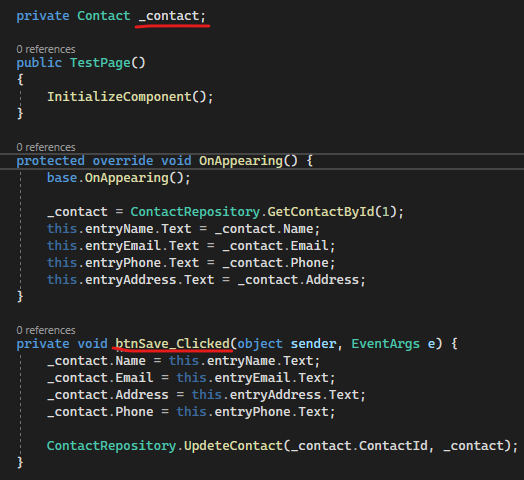 private Contact _contact;
0 references
public TestPage()
{
InitializeComponent();
}
0 references
protected override void OnAppearing() {
base.OnAppearing();
_contact = ContactRepository.GetContactById(1);
this.entryName.Text = _contact.Name;
this.entryEmail.Text = _contact.Email;
this.entryPhone.Text = _contact.Phone;
this.entryAddress.Text = _contact.Address;
}
0 references
private void btnSave_Clicked(object sender, EventArgs e) {
_contact.Name = this.entryName.Text;
_contact.Email = this.entryEmail.Text;
_contact.Address = this.entryAddress.Text;
_contact.Phone = this.entryPhone.Text;
ContactRepository.UpdeteContact(_contact.ContactId, _contact);
}